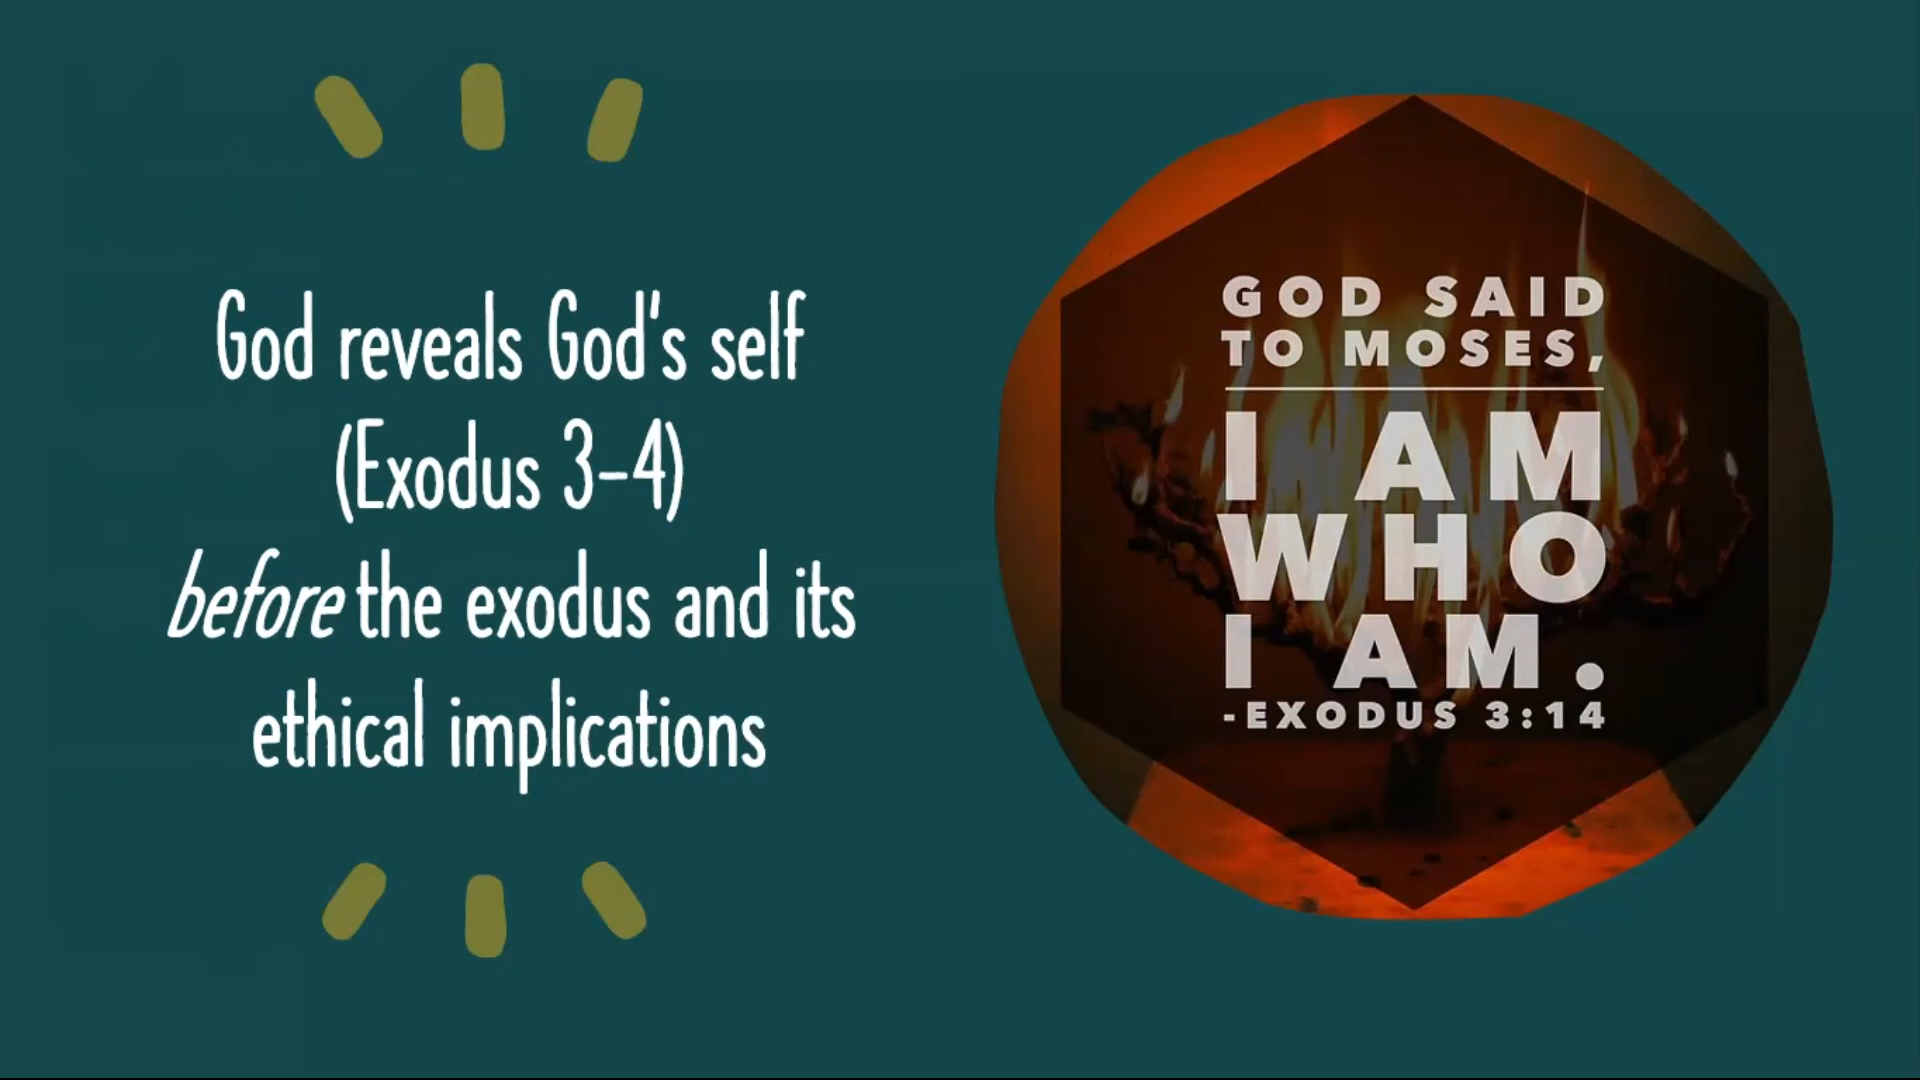 God reveals God's self
(Exodus 3-4)
before the exodus and its
ethical implications
GOD SAID
TO MOSES,
I AM
WHO
I AM.
-EXODUS 3:14